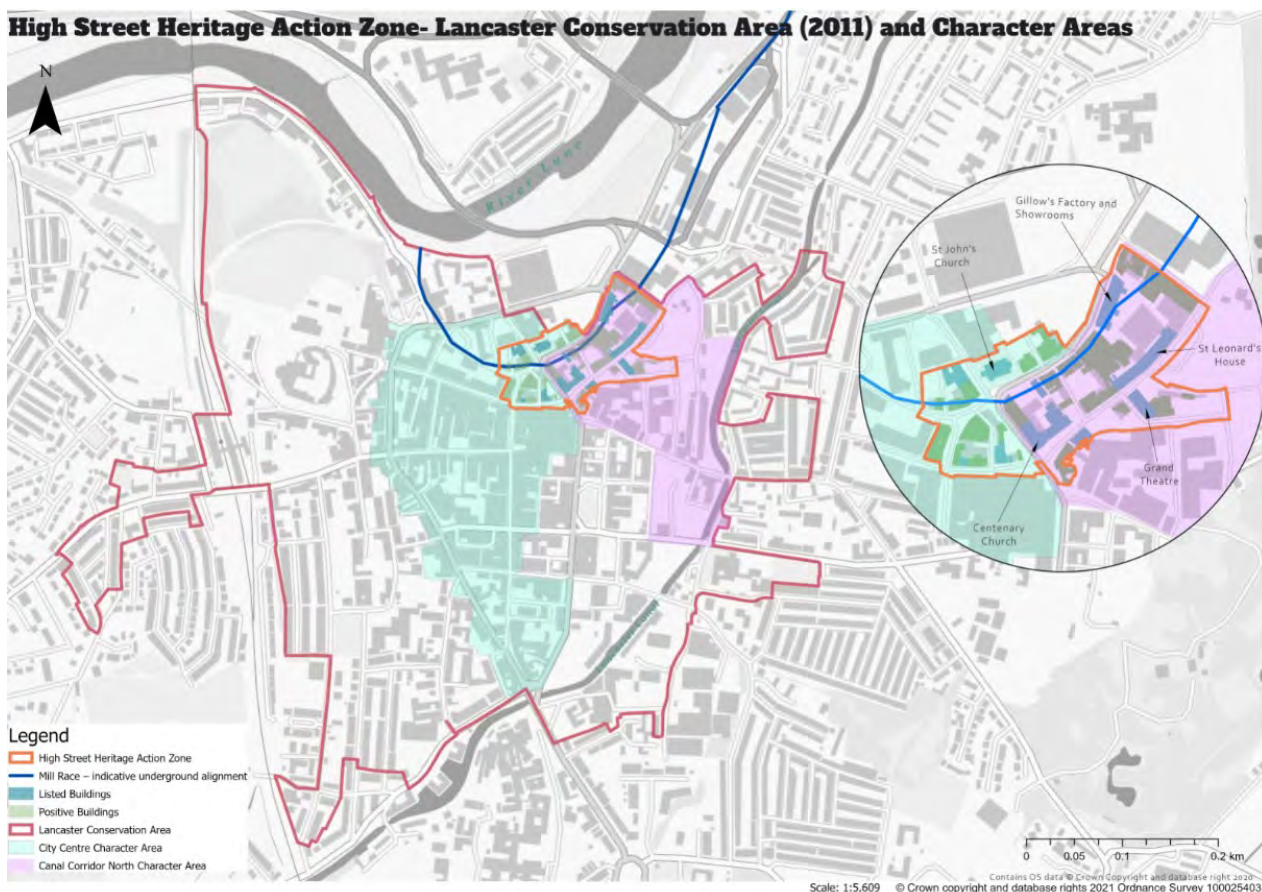 High Street Heritage Action Zone- Lancaster Conservation Area (2011) and Character Areas
N
River Lune
Gillow's Factory and
Showrooms
St John's
Church
St Leonard's
House
Grand
Theatre
Centenary
Church
Legend
High Street Heritage Action Zone
Mill Race – indicative underground alignment
Listed Buildings
Positive Buildings
Lancaster Conservation Area
City Centre Character Area
Canal Corridor North Character Area
0 0.05 0.1 0.2 km
Contains OS data © Crown Copyright and database right 2020
Scale: 1:5,609 © Crown copyright and database rights 2021 Ordnance Survey 100025403